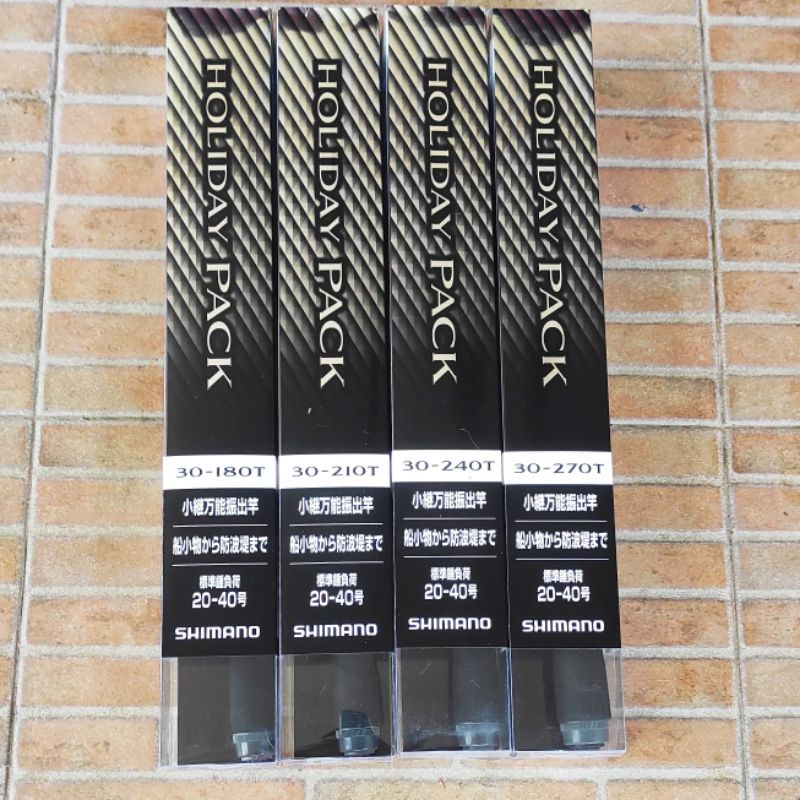 HOLIDAY PACK
30-180T
小継万能振出竿
船小物から防波堤まで
標準錘負荷
20-40号
SHIMANO
HOLIDAY PACK
30-210T
小継万能振出竿
船小物から防波堤まで
標準錘負荷
20-40号
SHIMANO
HOLIDAY PACK
30-240T
小継万能振出竿
船小物から防波堤まで
標準錘負荷
20-40号
SHIMANO
HOLIDAY PACK
30-270T
小継万能振出竿
船小物から防波堤まで
標準錘負荷
20-40号
SHIMANO